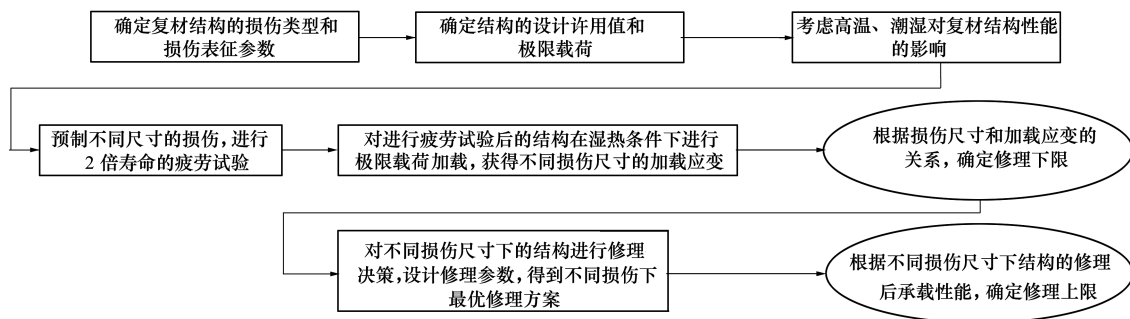 确定复材结构的损伤类型和
损伤表征参数
确定结构的设计许用值和
极限载荷
考虑高温、潮湿对复材结构性能
的影响
预制不同尺寸的损伤,进行
2 倍寿命的疲劳试验
对进行疲劳试验后的结构在湿热条件下进行
极限载荷加载,获得不同损伤尺寸的加载应变
根据损伤尺寸和加载应变的
关系,确定修理下限
对不同损伤尺寸下的结构进行修理
决策,设计修理参数,得到不同损伤下
最优修理方案
根据不同损伤尺寸下结构的修理
后承载性能,确定修理上限